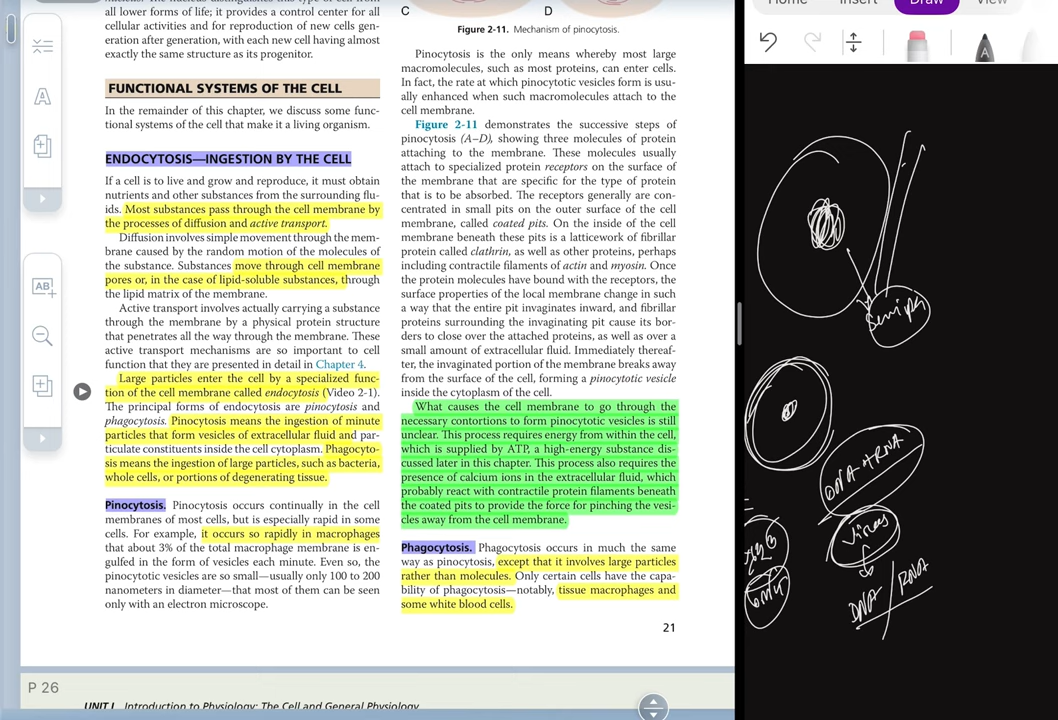 all lower forms of life; it provides a control center for all
cellular activities and for reproduction of new cells gen-
eration after generation, with each new cell having almost
exactly the same structure as its progenitor.
FUNCTIONAL SYSTEMS OF THE CELL
In the remainder of this chapter, we discuss some func-
tional systems of the cell that make it a living organism.
ENDOCYTOSIS—INGESTION BY THE CELL
If a cell is to live and grow and reproduce, it must obtain
nutrients and other substances from the surrounding flu-
ids. Most substances pass through the cell membrane by
the processes of diffusion and active transport.
Diffusion involves simple movement through the mem-
brane caused by the random motion of the molecules of
the substance. Substances move through cell membrane
pores or, in the case of lipid-soluble substances, through
the lipid matrix of the membrane.
Active transport involves actually carrying a substance
through the membrane by a physical protein structure
that penetrates all the way through the membrane. These
active transport mechanisms are so important to cell
function that they are presented in detail in Chapter 4.
Large particles enter the cell by a specialized func-
tion of the cell membrane called endocytosis (Video 2-1).
The principal forms of endocytosis are pinocytosis and
phagocytosis. Pinocytosis means the ingestion of minute
particles that form vesicles of extracellular fluid and par-
ticulate constituents inside the cell cytoplasm. Phagocyto-
sis means the ingestion of large particles, such as bacteria,
whole cells, or portions of degenerating tissue.
Pinocytosis. Pinocytosis occurs continually in the cell
membranes of most cells, but is especially rapid in some
cells. For example, it occurs so rapidly in macrophages
that about 3% of the total macrophage membrane is en-
gulfed in the form of vesicles each minute. Even so, the
pinocytotic vesicles are so small—usually only 100 to 200
nanometers in diameter—that most of them can be seen
only with an electron microscope.
C D
Figure 2-11. Mechanism of pinocytosis.
Pinocytosis is the only means whereby most large
macromolecules, such as most proteins, can enter cells.
In fact, the rate at which pinocytotic vesicles form is usu-
ally enhanced when such macromolecules attach to the
cell membrane.
Figure 2-11 demonstrates the successive steps of
pinocytosis (A–D), showing three molecules of protein
attaching to the membrane. These molecules usually
attach to specialized protein receptors on the surface of
the membrane that are specific for the type of protein
that is to be absorbed. The receptors generally are con-
centrated in small pits on the outer surface of the cell
membrane, called coated pits. On the inside of the cell
membrane beneath these pits is a latticework of fibrillar
protein called clathrin, as well as other proteins, perhaps
including contractile filaments of actin and myosin. Once
the protein molecules have bound with the receptors, the
surface properties of the local membrane change in such
a way that the entire pit invaginates inward, and fibrillar
proteins surrounding the invaginating pit cause its bor-
ders to close over the attached proteins, as well as over a
small amount of extracellular fluid. Immediately thereaf-
ter, the invaginated portion of the membrane breaks away
from the surface of the cell, forming a pinocytotic vesicle
inside the cytoplasm of the cell.
What causes the cell membrane to go through the
necessary contortions to form pinocytotic vesicles is still
unclear. This process requires energy from within the cell,
which is supplied by ATP, a high-energy substance dis-
cussed later in this chapter. This process also requires the
presence of calcium ions in the extracellular fluid, which
probably react with contractile protein filaments beneath
the coated pits to provide the force for pinching the vesi-
cles away from the cell membrane.
Phagocytosis. Phagocytosis occurs in much the same
way as pinocytosis, except that it involves large particles
rather than molecules. Only certain cells have the capa-
bility of phagocytosis—notably, tissue macrophages and
some white blood cells.
21
P 26
UNIT I Introduction to Physiology: The Cell and General Physiology
A
AB
Home Insert Draw View
A
DNA + RNA
Virus
DNA / RNA